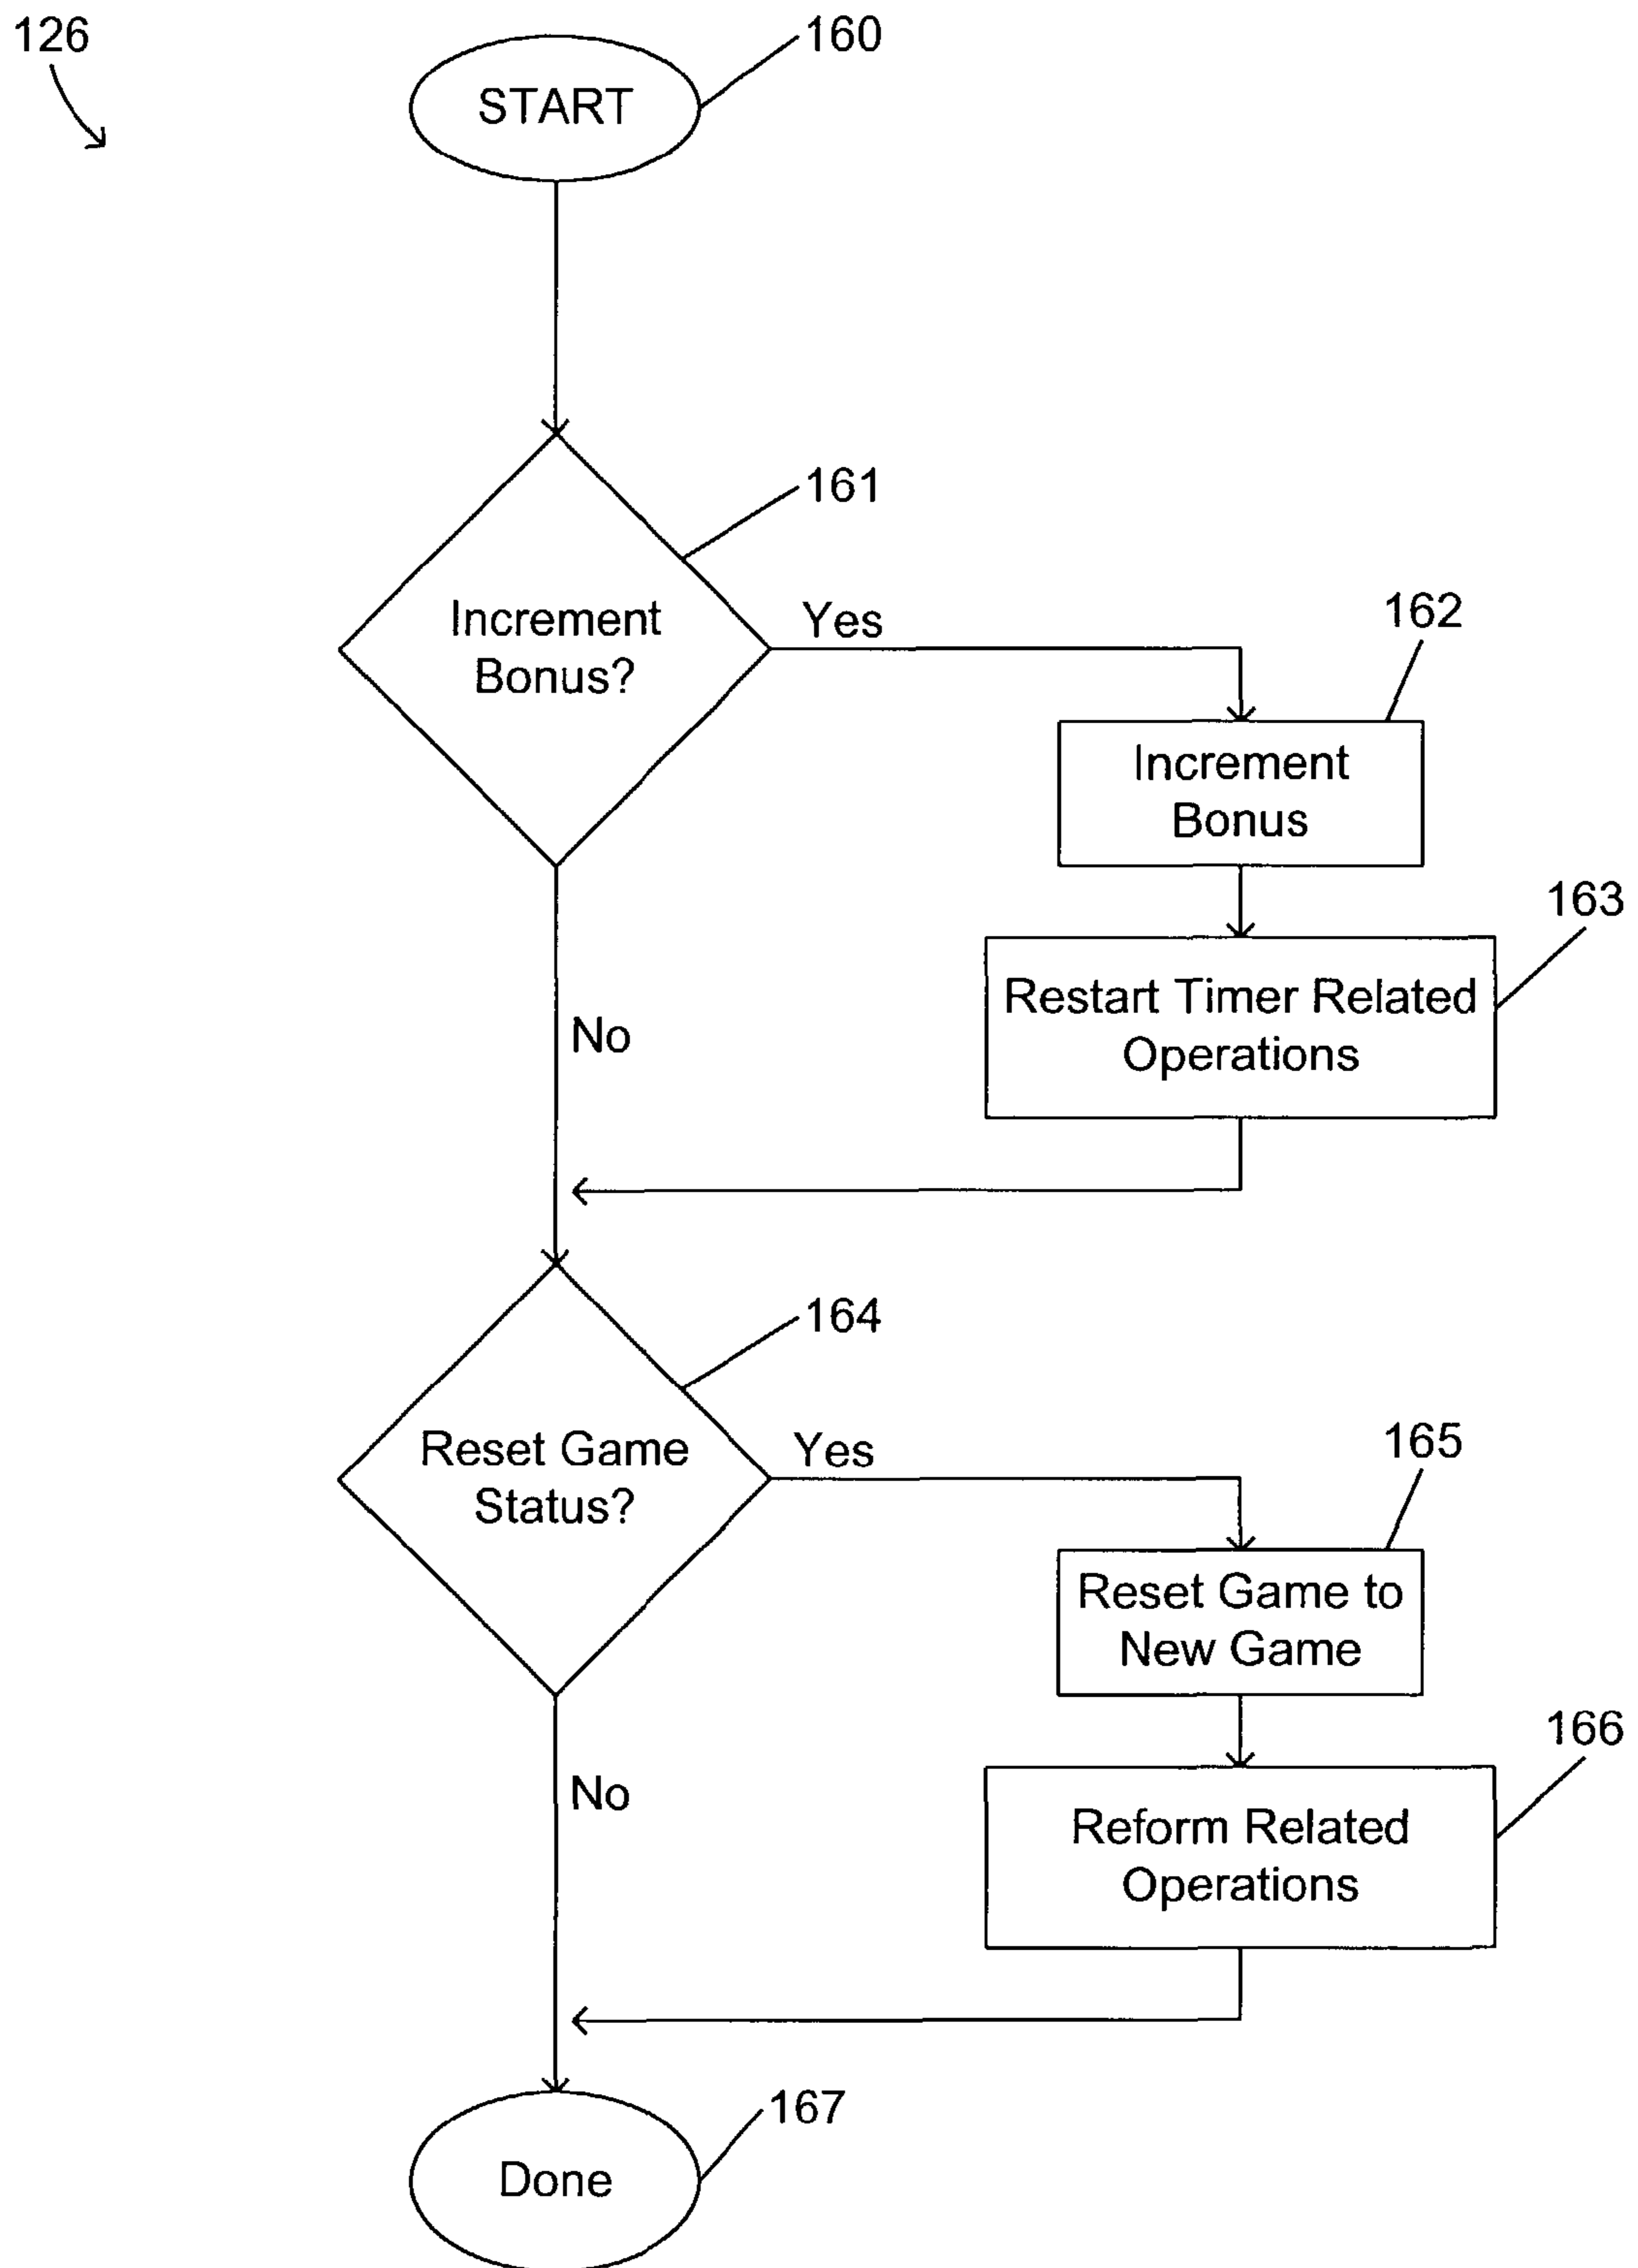 126
160
START
161
Increment
Bonus?
Yes
162
Increment
Bonus
163
Restart Timer Related
Operations
No
164
Reset Game
Status?
Yes
165
Reset Game to
New Game
166
Reform Related
Operations
No
167
Done